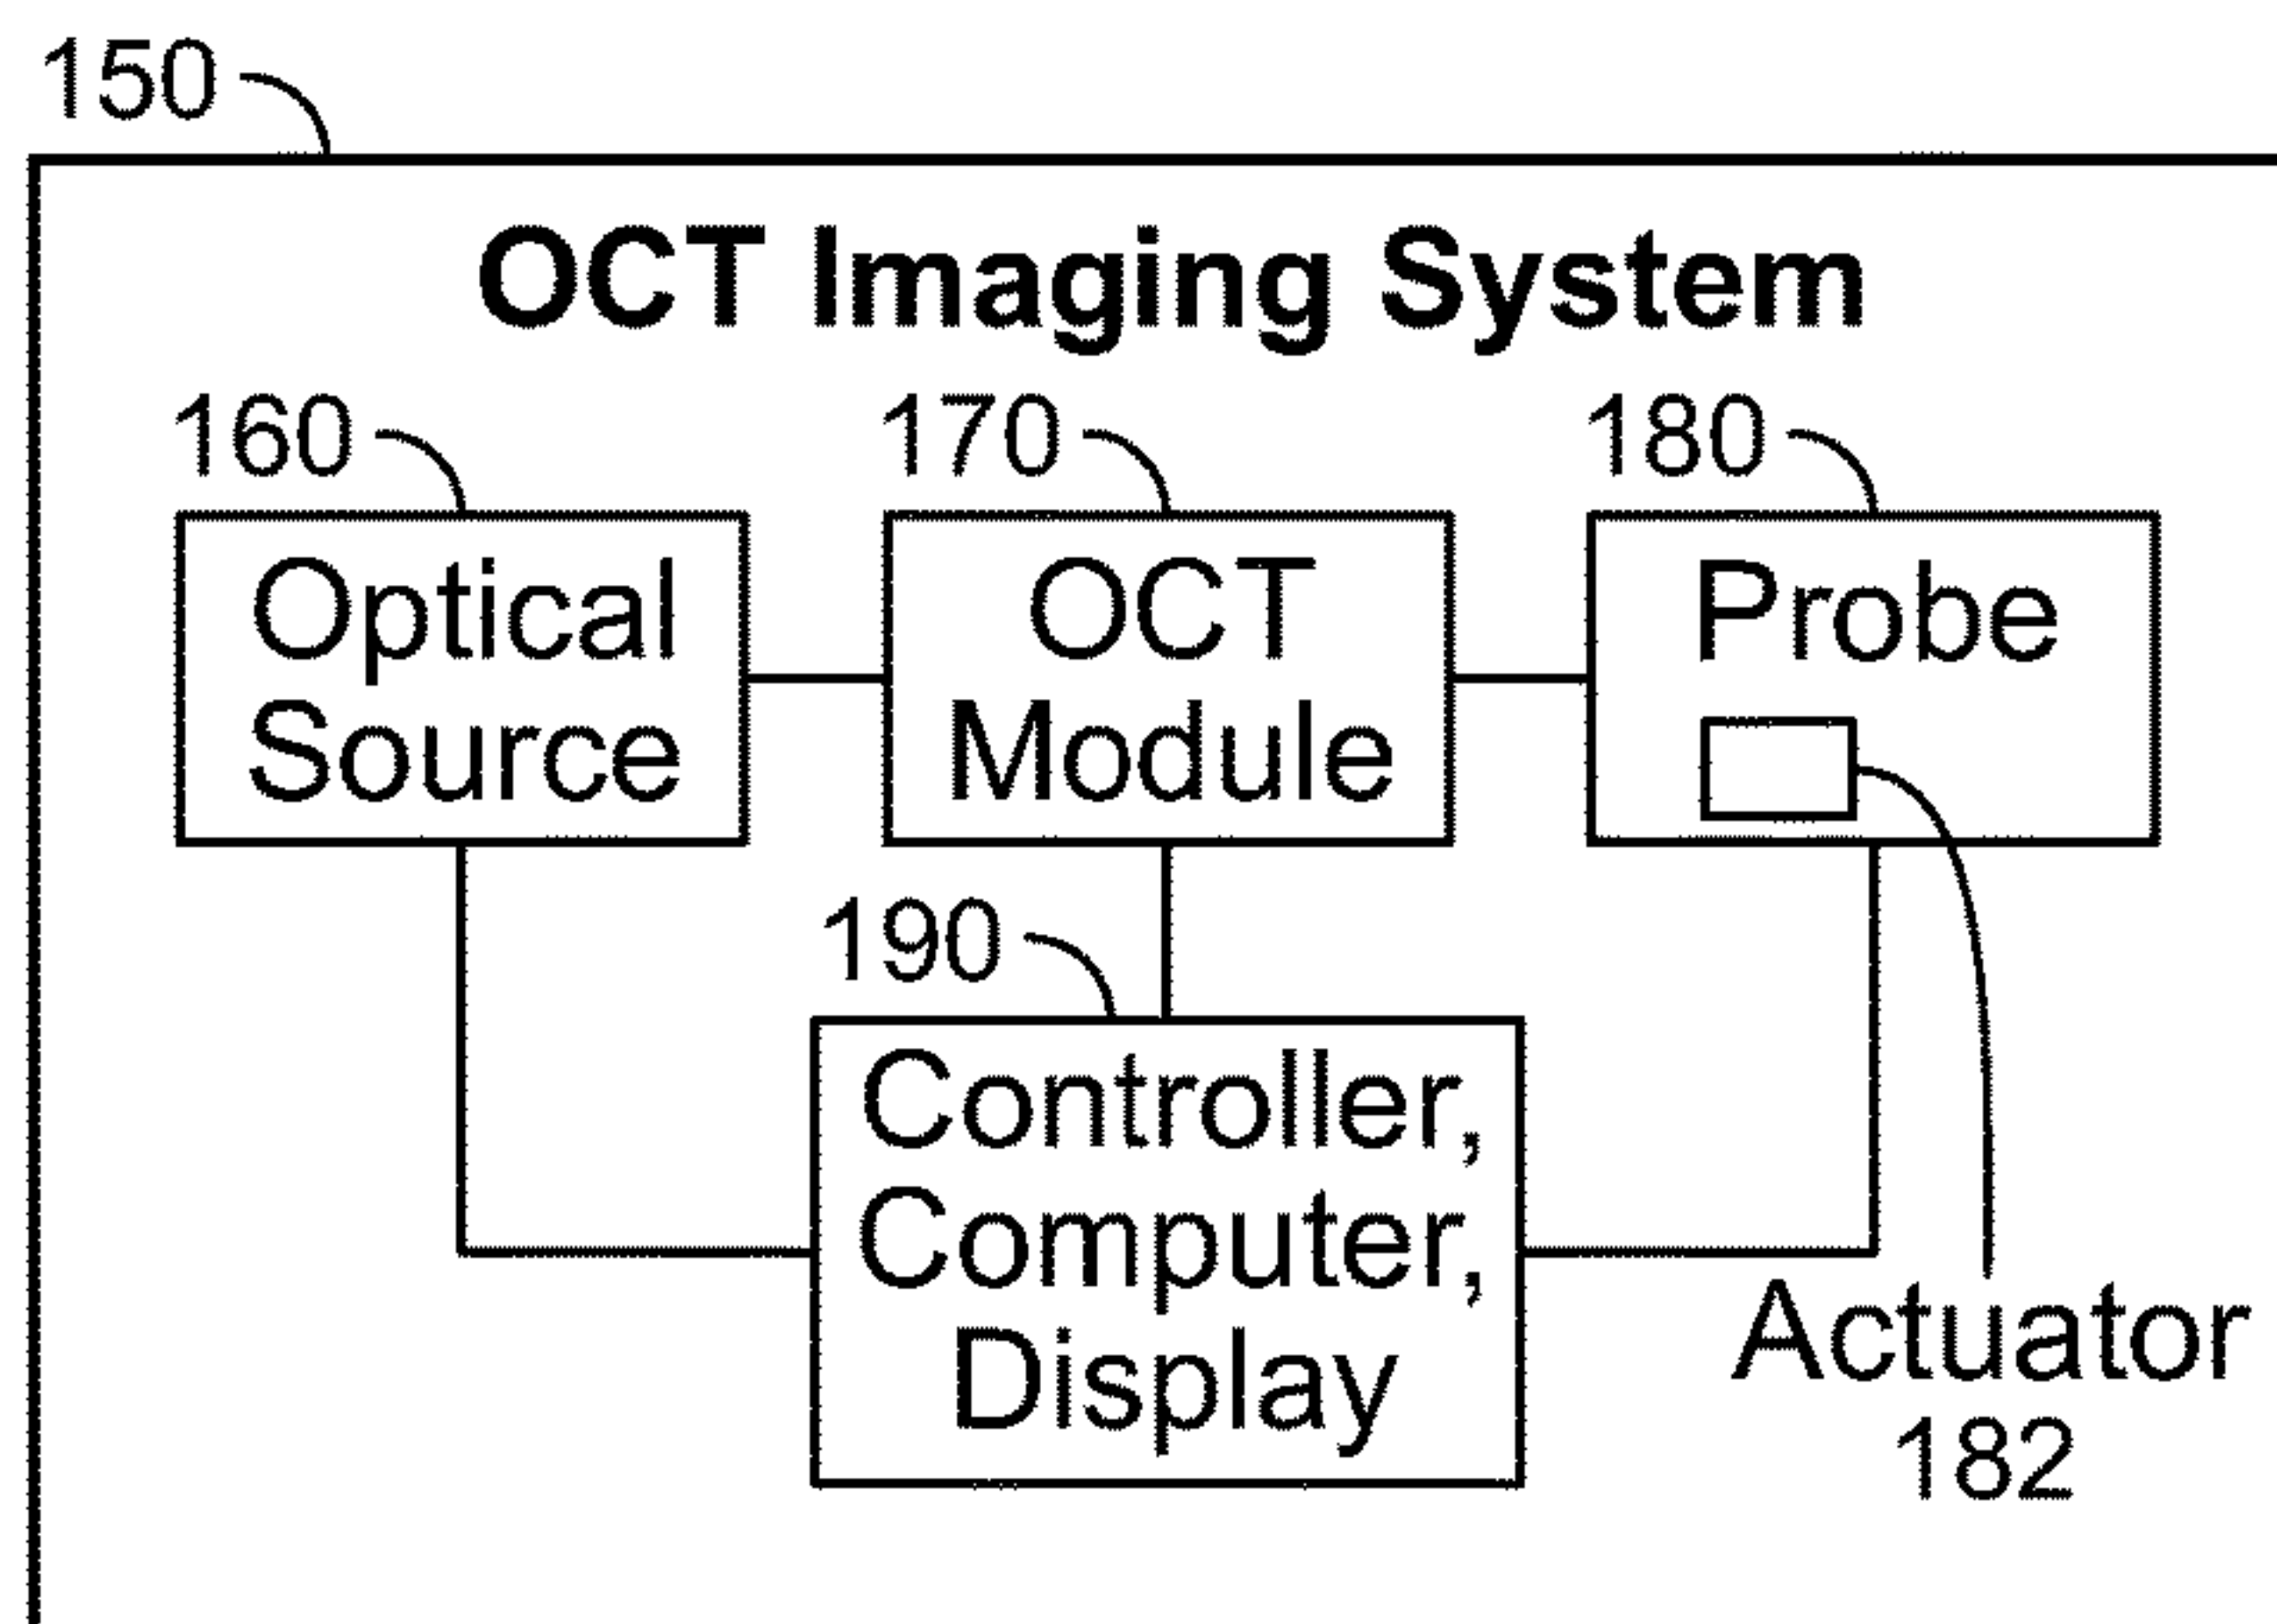 150
OCT Imaging System
160
170
180
Optical
Source
OCT
Module
Probe
190
Controller,
Computer,
Display
Actuator
182